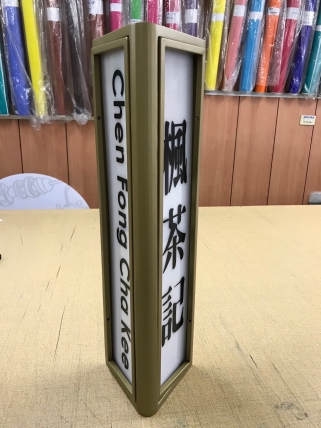 Chen Fong Cha Kee
楓茶記